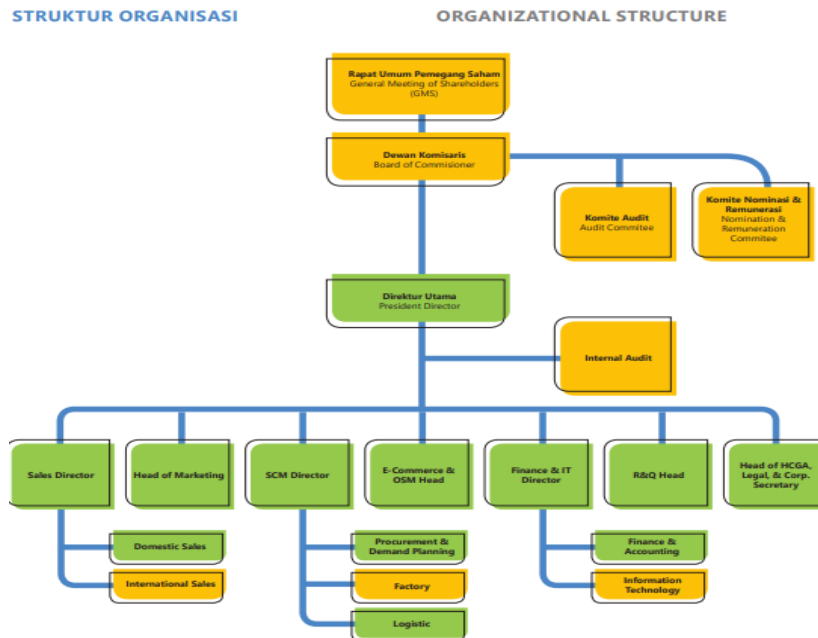 STRUKTUR ORGANISASI
ORGANIZATIONAL STRUCTURE
Rapat Umum Pemegang Saham
General Meeting of Shareholders
(GMS)
Dewan Komisaris
Board of Commisioner
Komite Audit
Audit Commitee
Komite Nominasi &
Remunerasi
Nomination &
Remuneration
Commitee
Direktur Utama
President Director
Internal Audit
Sales Director
Head of Marketing
SCM Director
E-Commerce &
OSM Head
Finance & IT
Director
R&Q Head
Head of HCGA,
Legal, & Corp.
Secretary
Domestic Sales
International Sales
Procurement &
Demand Planning
Factory
Logistic
Finance &
Accounting
Information
Technology